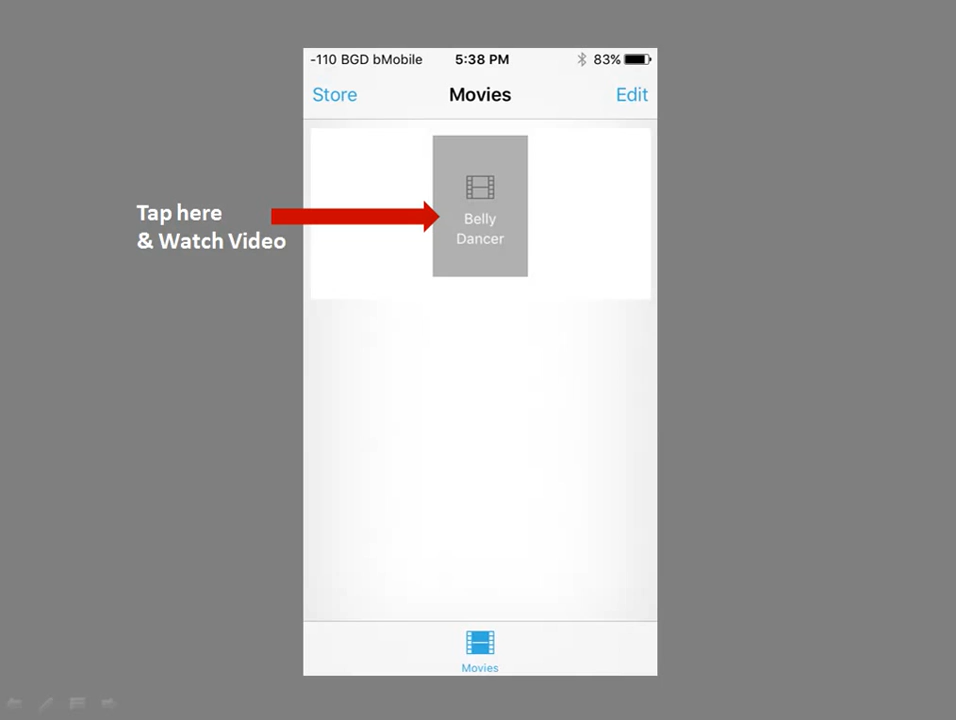 -110 BGD bMobile 5:38 PM 83%
Store Movies Edit
Tap here
& Watch Video
Belly
Dancer
Movies